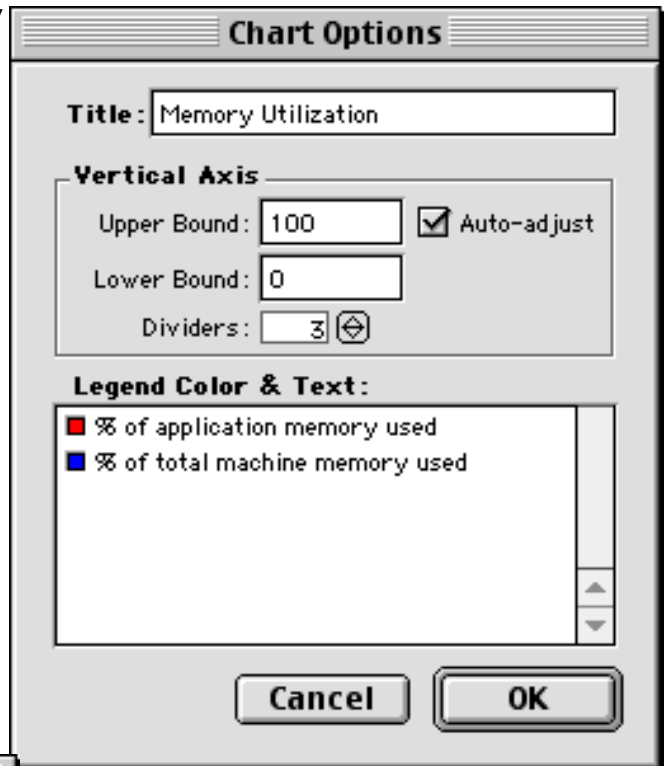 Chart Options
Title: Memory Utilization
Vertical Axis
Upper Bound: 100 Auto-adjust
Lower Bound: 0
Dividers: 3
Legend Color & Text:
% of application memory used
% of total machine memory used
Cancel OK